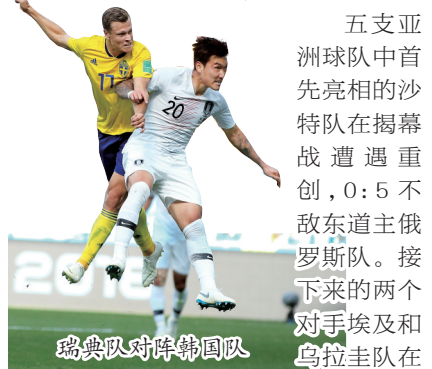 五支亚
洲球队中首
先亮相的沙
特队在揭幕
战遭遇重
创,0:5不
敌东道主俄
罗斯队。接
下来的两个
对手埃及和
乌拉圭队在
17
20
2018
瑞典队对阵韩国队